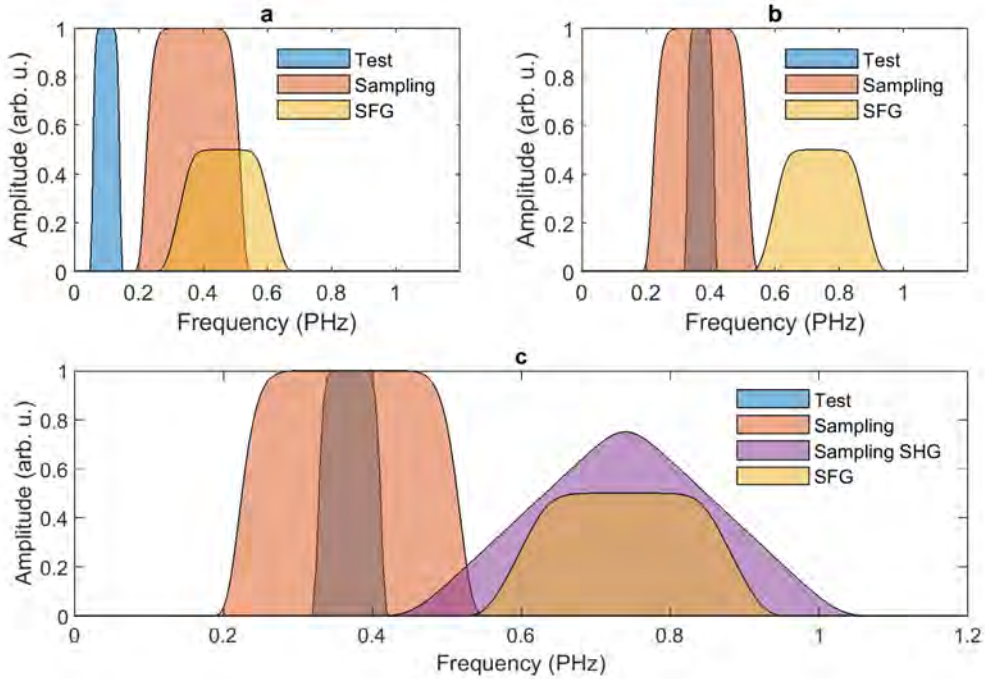 a
Amplitude (arb. u.)
1
0.8
0.6
0.4
0.2
0
Test
Sampling
SFG
0 0.2 0.4 0.6 0.8 1
Frequency (PHz)
b
Amplitude (arb. u.)
1
0.8
0.6
0.4
0.2
0
Test
Sampling
SFG
0 0.2 0.4 0.6 0.8 1
Frequency (PHz)
c
Amplitude (arb. u.)
1
0.8
0.6
0.4
0.2
0
Test
Sampling
Sampling SHG
SFG
0 0.2 0.4 0.6 0.8 1 1.2
Frequency (PHz)